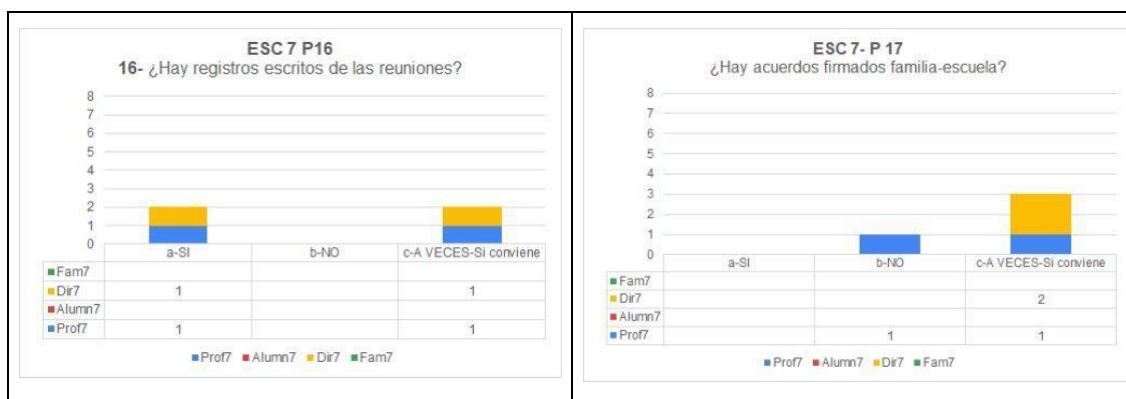 ESC 7 P16
16- ¿Hay registros escritos de las reuniones?
8
7
6
5
4
3
2
1
0
a-SI b-NO c-A VECES-Si conviene
Fam7
Dir7 1 1
Alumn7
Prof7 1 1
Prof7 Alumn7 Dir7 Fam7
ESC 7- P 17
¿Hay acuerdos firmados familia-escuela?
8
7
6
5
4
3
2
1
0
a-SI b-NO c-A VECES-Si conviene
Fam7
Dir7 2
Alumn7
Prof7 1 1
Prof7 Alumn7 Dir7 Fam7